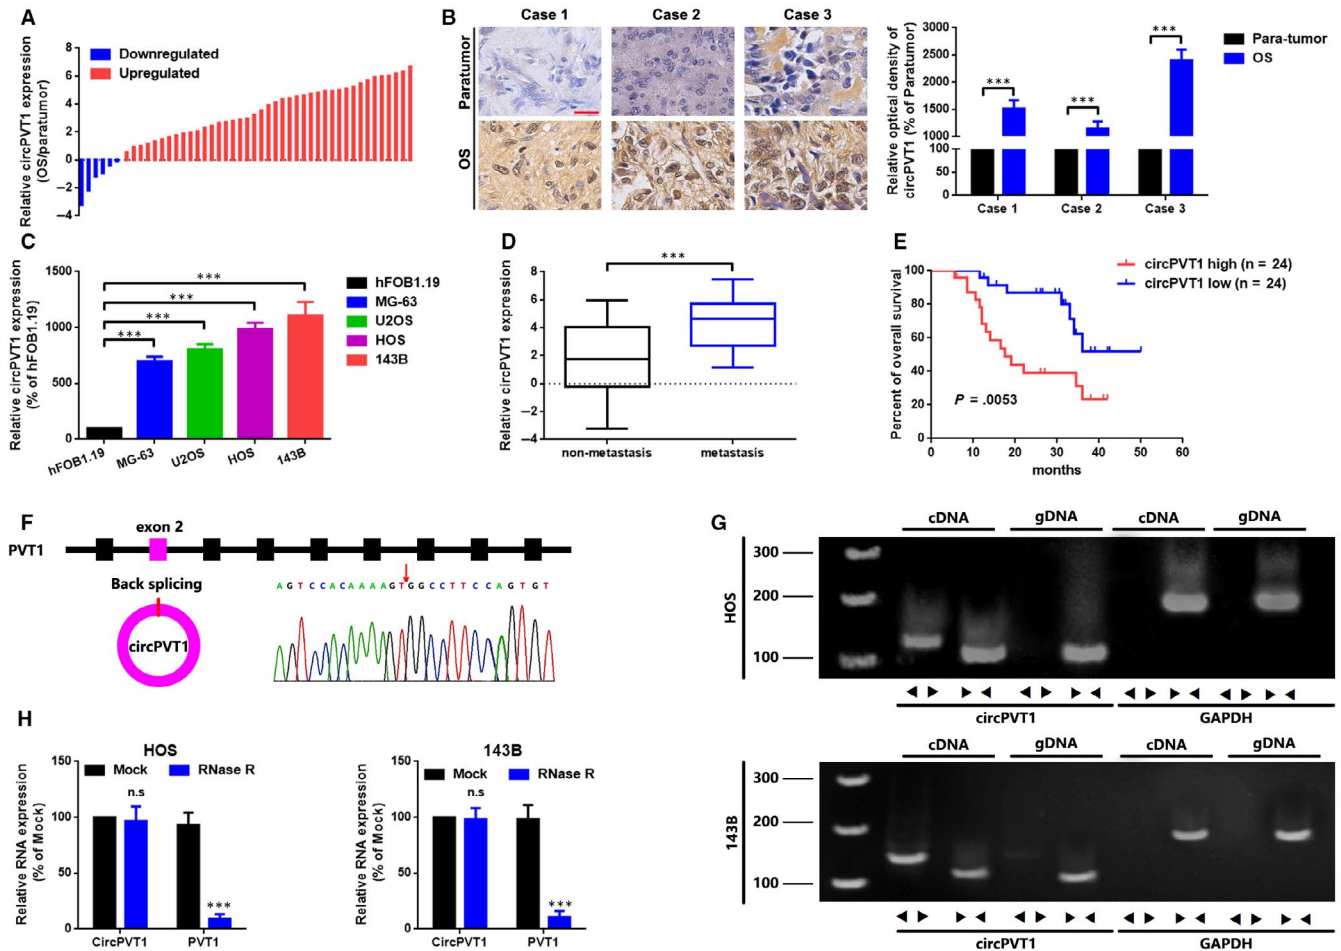 A
Relative circPVT1 expression
(OS/paratumor)
8
6
4
2
0
−2
−4
Downregulated
Upregulated
B
Case 1
Case 2
Case 3
Paratumor
OS
Relative optical density of
circPVT1 (% of Paratumor)
3000
2500
2000
1500
1000
100
50
0
***
***
***
Case 1
Case 2
Case 3
Para-tumor
OS
C
Relative circPVT1 expression
(% of hFOB1.19)
1500
1000
500
0
***
***
***
***
hFOB1.19
MG-63
U2OS
HOS
143B
hFOB1.19
MG-63
U2OS
HOS
143B
D
Relative circPVT1 expression
8
6
4
2
0
−2
−4
***
non-metastasis
metastasis
E
Percent of overall survival
100
80
60
40
20
0
circPVT1 high (n = 24)
circPVT1 low (n = 24)
P = .0053
0 10 20 30 40 50 60
months
F
exon 2
PVT1
Back splicing
circPVT1
AGTCCACAAAAGTGGCCTTCCAGTGT
G
cDNA gDNA cDNA gDNA
HOS
300
200
100
circPVT1
GAPDH
cDNA gDNA cDNA gDNA
143B
300
200
100
circPVT1
GAPDH
H
HOS
Relative RNA expression
(% of Mock)
150
100
50
0
Mock
RNase R
n.s
***
CircPVT1
PVT1
143B
Relative RNA expression
(% of Mock)
150
100
50
0
Mock
RNase R
n.s
***
CircPVT1
PVT1